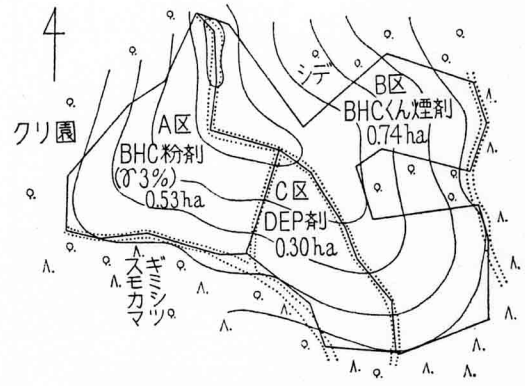 シデ
B区
BHCくん煙剤
0.74ha
クリ園
A区
BHC粉剤
(γ3%)
0.53ha
C区
DEP剤
0.30ha
スギ
モミ
カシ
マツ